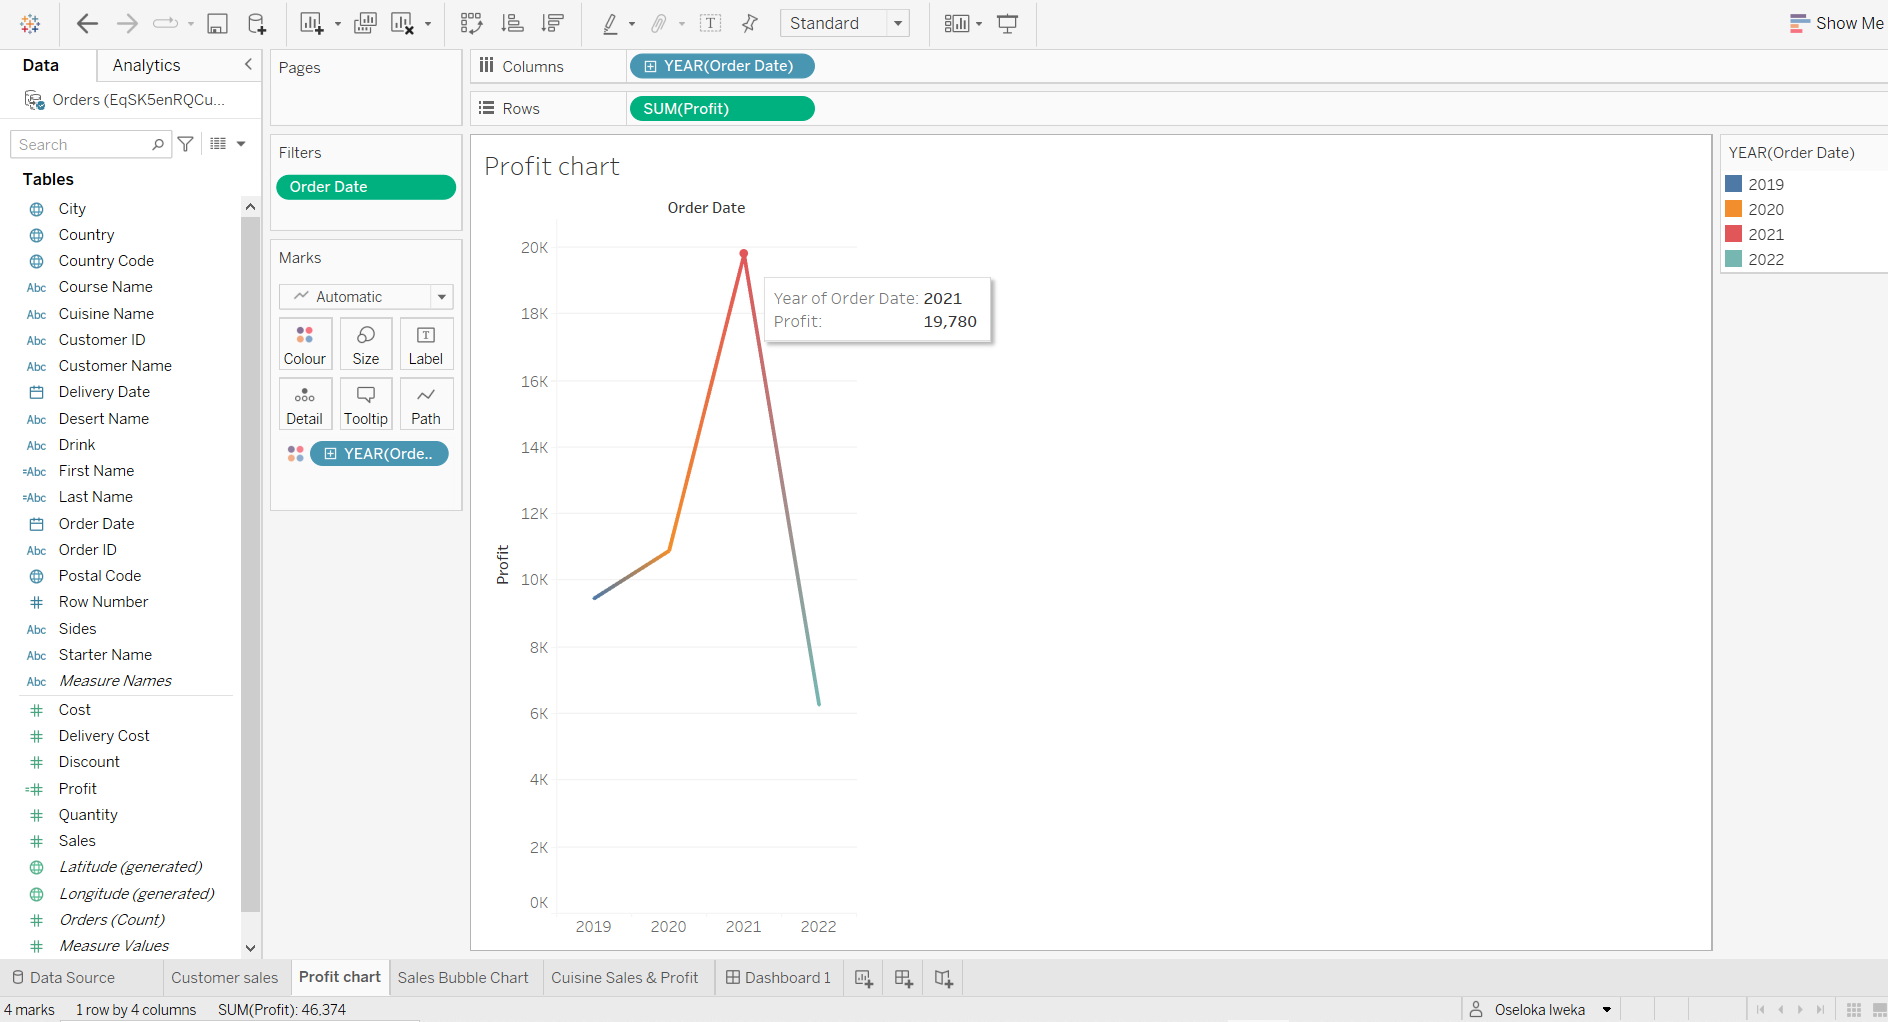 Standard
Show Me
Data
Analytics
Orders (EqSK5enRQCu...
Search
Tables
City
Country
Country Code
Abc Course Name
Abc Cuisine Name
Abc Customer ID
Abc Customer Name
Delivery Date
Abc Desert Name
Abc Drink
=Abc First Name
=Abc Last Name
Order Date
Abc Order ID
Postal Code
# Row Number
Abc Sides
Abc Starter Name
Abc Measure Names
# Cost
# Delivery Cost
# Discount
=# Profit
# Quantity
# Sales
Latitude (generated)
Longitude (generated)
# Orders (Count)
# Measure Values
Pages
Filters
Order Date
Marks
Automatic
Colour
Size
T
Label
Detail
Tooltip
Path
YEAR(Orde..
Columns
YEAR(Order Date)
Rows
SUM(Profit)
Profit chart
Order Date
20K
18K
16K
14K
12K
10K
8K
6K
4K
2K
0K
Profit
2019
2020
2021
2022
Year of Order Date: 2021
Profit: 19,780
YEAR(Order Date)
2019
2020
2021
2022
Data Source
Customer sales
Profit chart
Sales Bubble Chart
Cuisine Sales & Profit
Dashboard 1
4 marks
1 row by 4 columns
SUM(Profit): 46,374
Oseloka Iweka